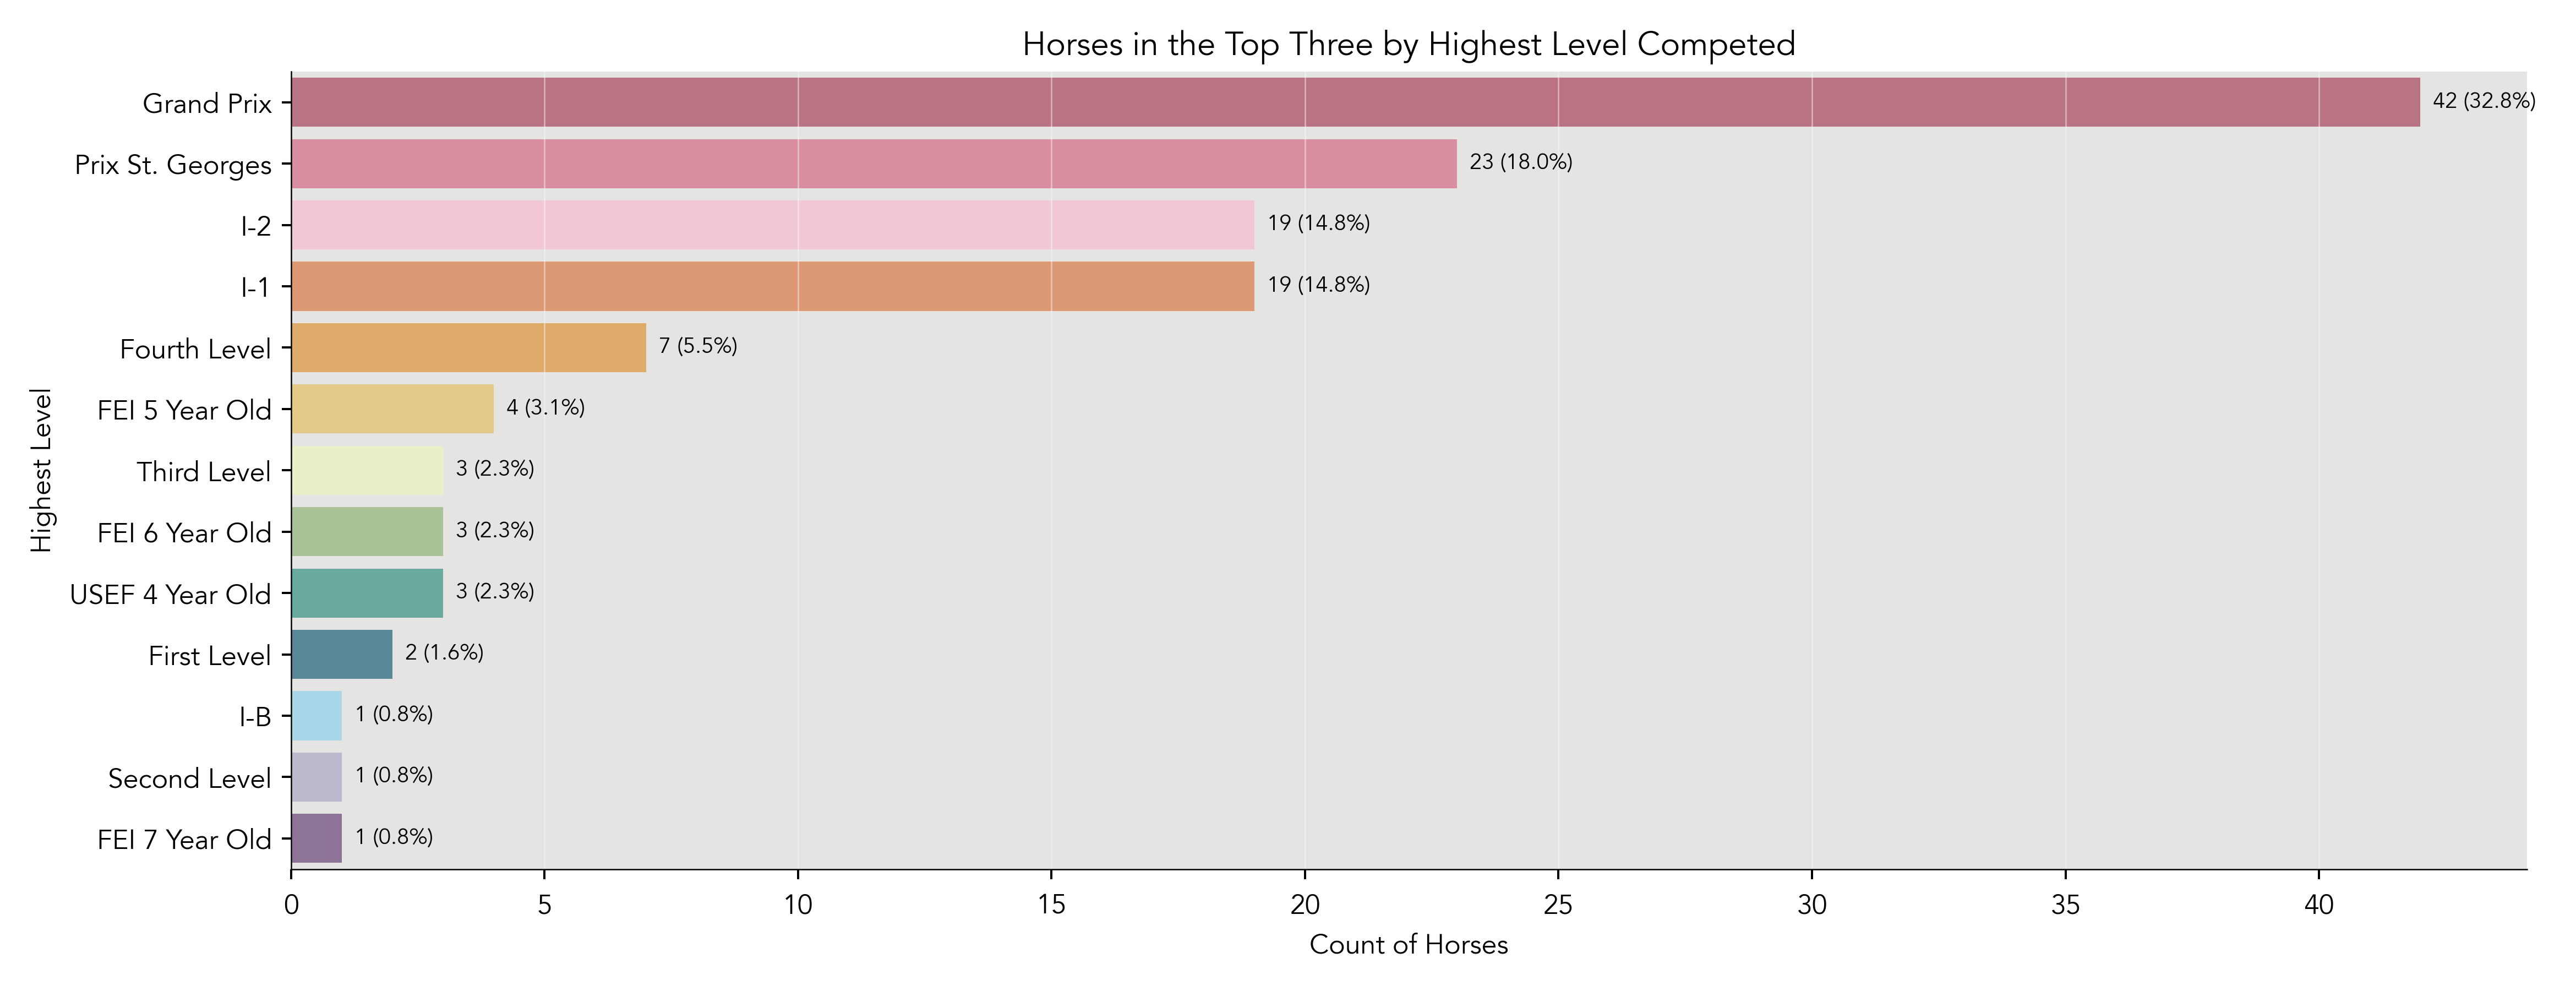 Horses in the Top Three by Highest Level Competed
Highest Level
Grand Prix 42 (32.8%)
Prix St. Georges 23 (18.0%)
I-2 19 (14.8%)
I-1 19 (14.8%)
Fourth Level 7 (5.5%)
FEI 5 Year Old 4 (3.1%)
Third Level 3 (2.3%)
FEI 6 Year Old 3 (2.3%)
USEF 4 Year Old 3 (2.3%)
First Level 2 (1.6%)
I-B 1 (0.8%)
Second Level 1 (0.8%)
FEI 7 Year Old 1 (0.8%)
0 5 10 15 20 25 30 35 40
Count of Horses